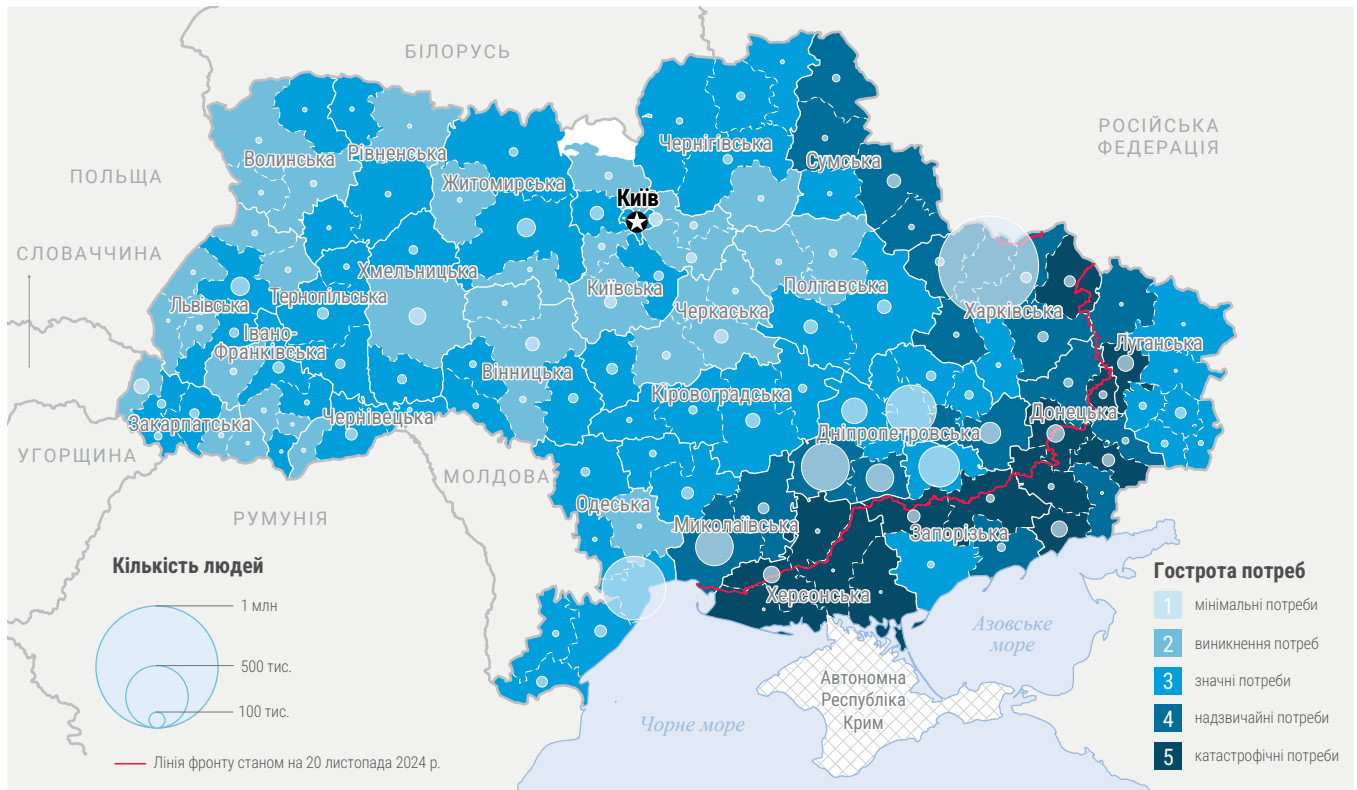 БІЛОРУСЬ
РОСІЙСЬКА
ФЕДЕРАЦІЯ
ПОЛЬЩА
СЛОВАЧЧИНА
УГОРЩИНА
РУМУНІЯ
МОЛДОВА
Волинська
Рівненська
Житомирська
Київ
Чернігівська
Сумська
Львівська
Тернопільська
Хмельницька
Київська
Черкаська
Полтавська
Харківська
Луганська
Івано-
Франківська
Закарпатська
Чернівецька
Вінницька
Кіровоградська
Дніпропетровська
Донецька
Одеська
Миколаївська
Запорізька
Херсонська
Автономна
Республіка
Крим
Чорне море
Азовське
море
Кількість людей
1 млн
500 тис.
100 тис.
Лінія фронту станом на 20 листопада 2024 р.
Гострота потреб
1 мінімальні потреби
2 виникнення потреб
3 значні потреби
4 надзвичайні потреби
5 катастрофічні потреби